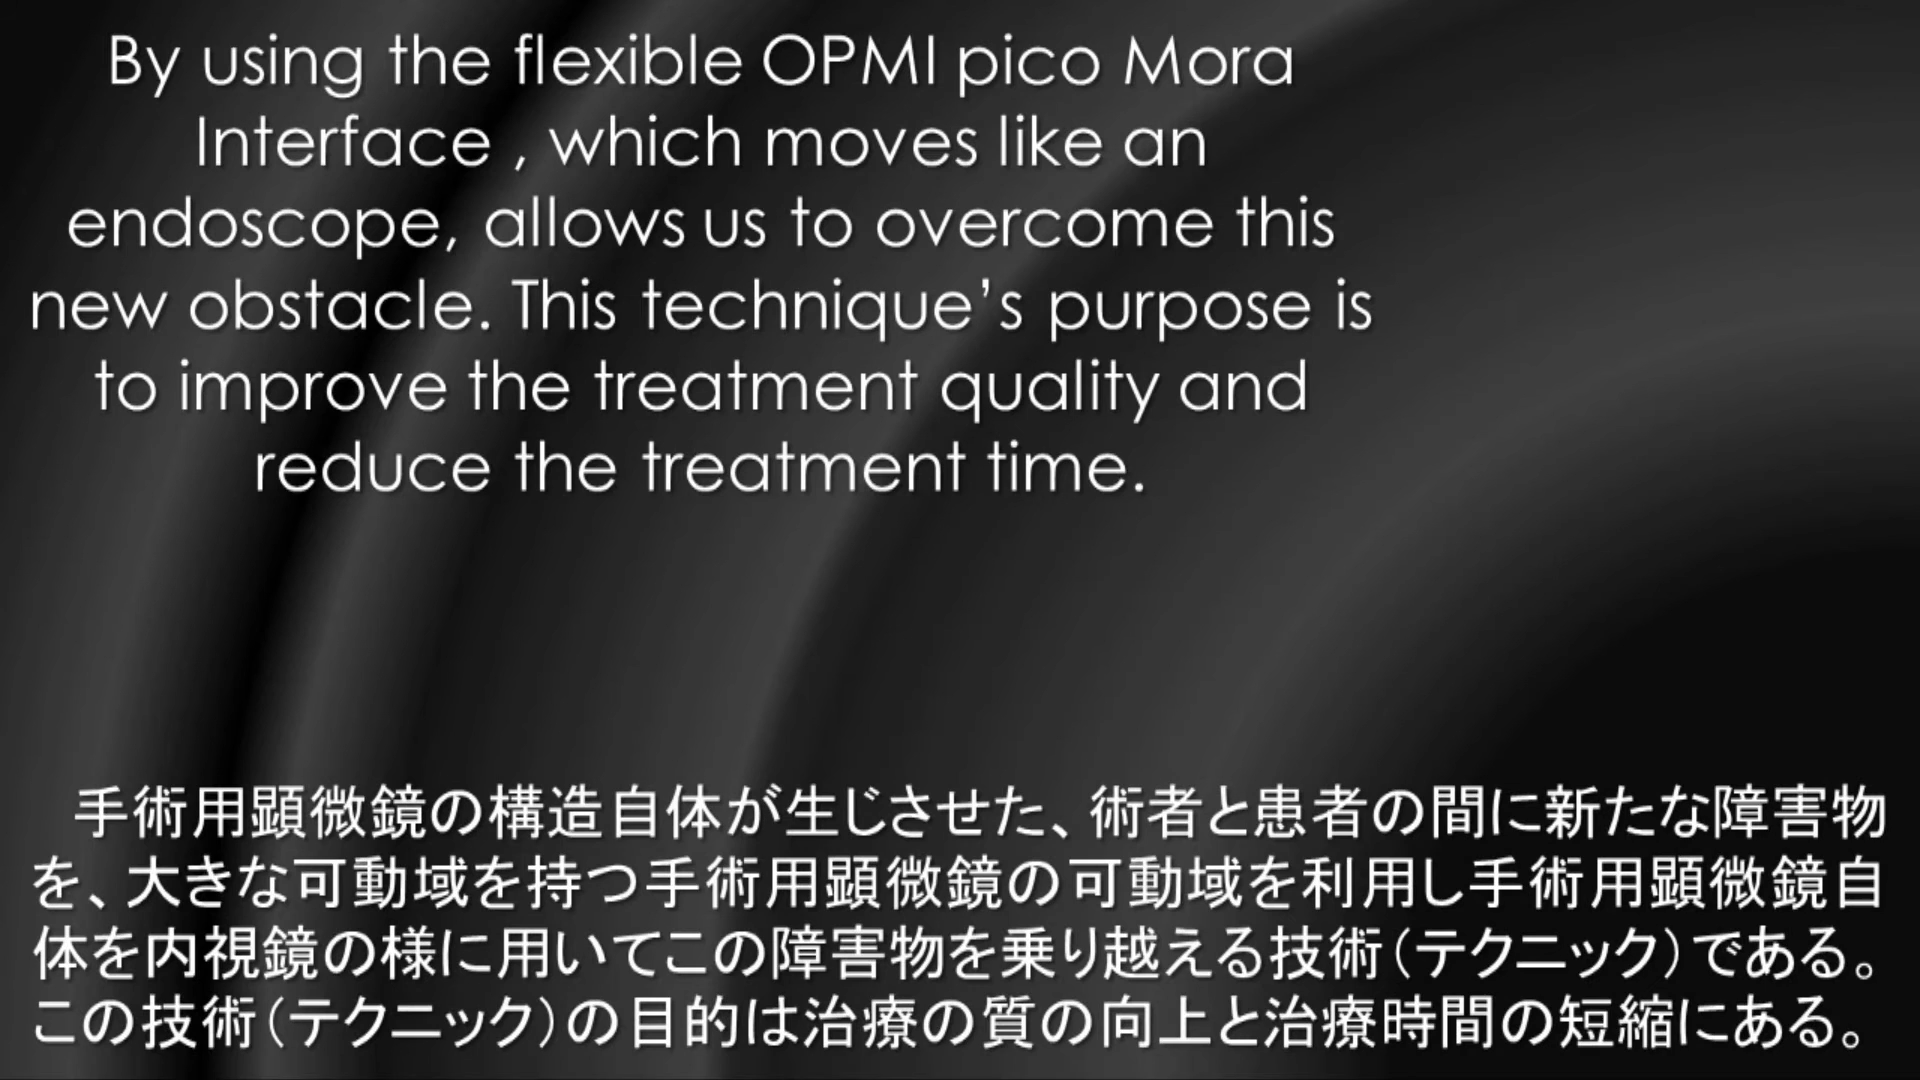 By using the flexible OPMI pico Mora
Interface , which moves like an
endoscope, allows us to overcome this
new obstacle. This technique’s purpose is
to improve the treatment quality and
reduce the treatment time.
手術用顕微鏡の構造自体が生じさせた、術者と患者の間に新たな障害物
を、大きな可動域を持つ手術用顕微鏡の可動域を利用し手術用顕微鏡自
体を内視鏡の様に用いてこの障害物を乗り越える技術（テクニック）である。
この技術（テクニック）の目的は治療の質の向上と治療時間の短縮にある。